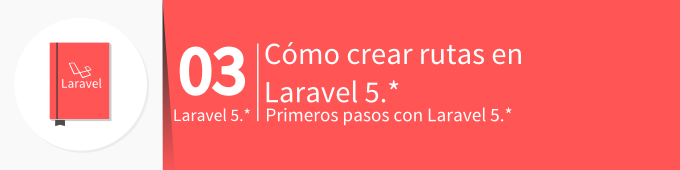 Laravel
03
Laravel 5.*
Cómo crear rutas en
Laravel 5.*
Primeros pasos con Laravel 5.*